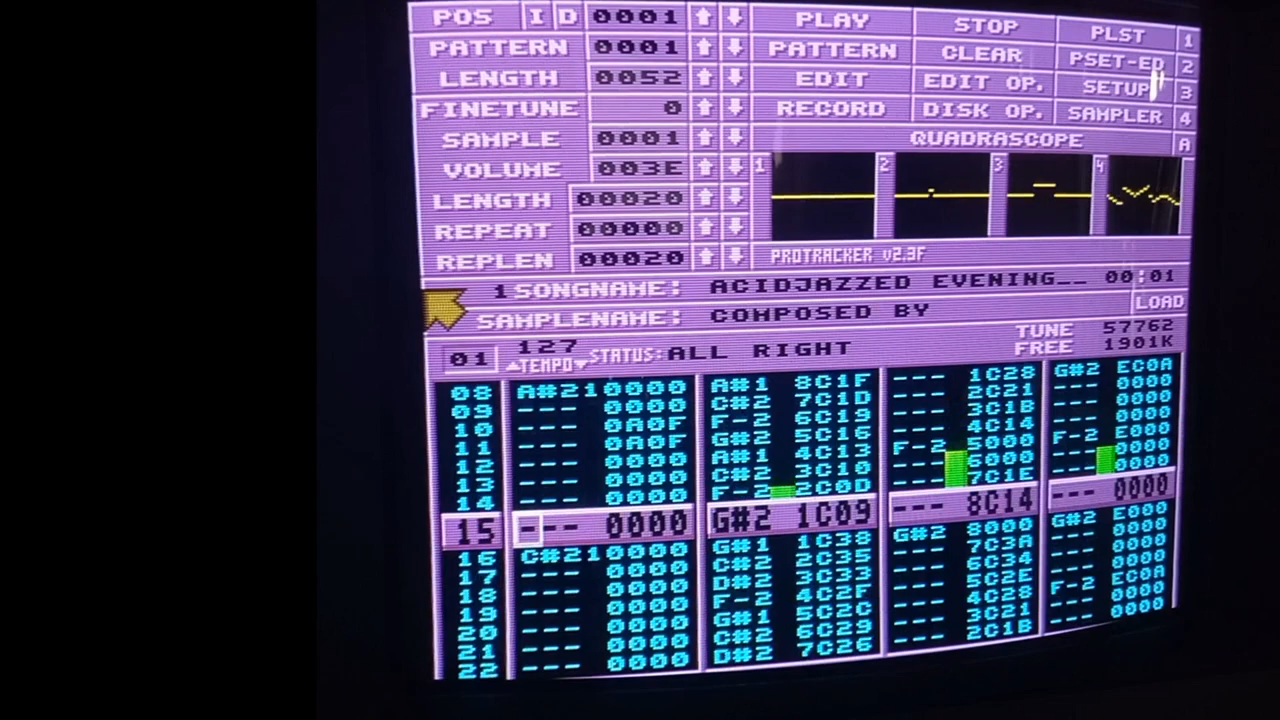 POS I D 0001 PLAY STOP PLST 1
PATTERN 0001 PATTERN CLEAR PSET-ED 2
LENGTH 0052 EDIT EDIT OP. SETUP 3
FINETUNE 0 RECORD DISK OP. SAMPLER 4
SAMPLE 0001 QUADRASCOPE A
VOLUME 003E 1 2 3 4
LENGTH 00020
REPEAT 00000
REPLEN 00020 PROTRACKER v2.3F
1 SONGNAME: ACIDJAZZED EVENING__ 00:01
SAMPLENAME: COMPOSED BY LOAD
01 127 TEMPO STATUS: ALL RIGHT TUNE 57762
FREE 1901K
08 A#210000 A#1 8C1F --- 1C28 G#2 EC0A
09 --- 0000 C#2 7C1D --- 2C21 --- 0000
10 --- 0A0F F-2 6C19 --- 3C1B --- 0000
11 --- 0A0F G#2 5C16 --- 4C14 --- 0000
12 --- 0000 A#1 4C13 F-2 5000 F-2 E000
13 --- 0000 C#2 3C10 --- 6000 --- 0000
14 --- 0000 F-2 2C0D --- 7C1E --- 0000
15 --- 0000 G#2 1C09 --- 8C14 --- 0000
16 C#210000 G#1 1C38 G#2 8000 G#2 E000
17 --- 0000 C#2 2C35 --- 7C3A --- 0000
18 --- 0000 D#2 3C33 --- 6C34 --- 0000
19 --- 0000 F-2 4C2F --- 5C2E --- 0000
20 --- 0000 G#1 5C2C --- 4C28 F-2 EC0A
21 --- 0000 C#2 6C29 --- 3C21 --- 0000
22 --- 0000 D#2 7C26 --- 2C1B --- 0000